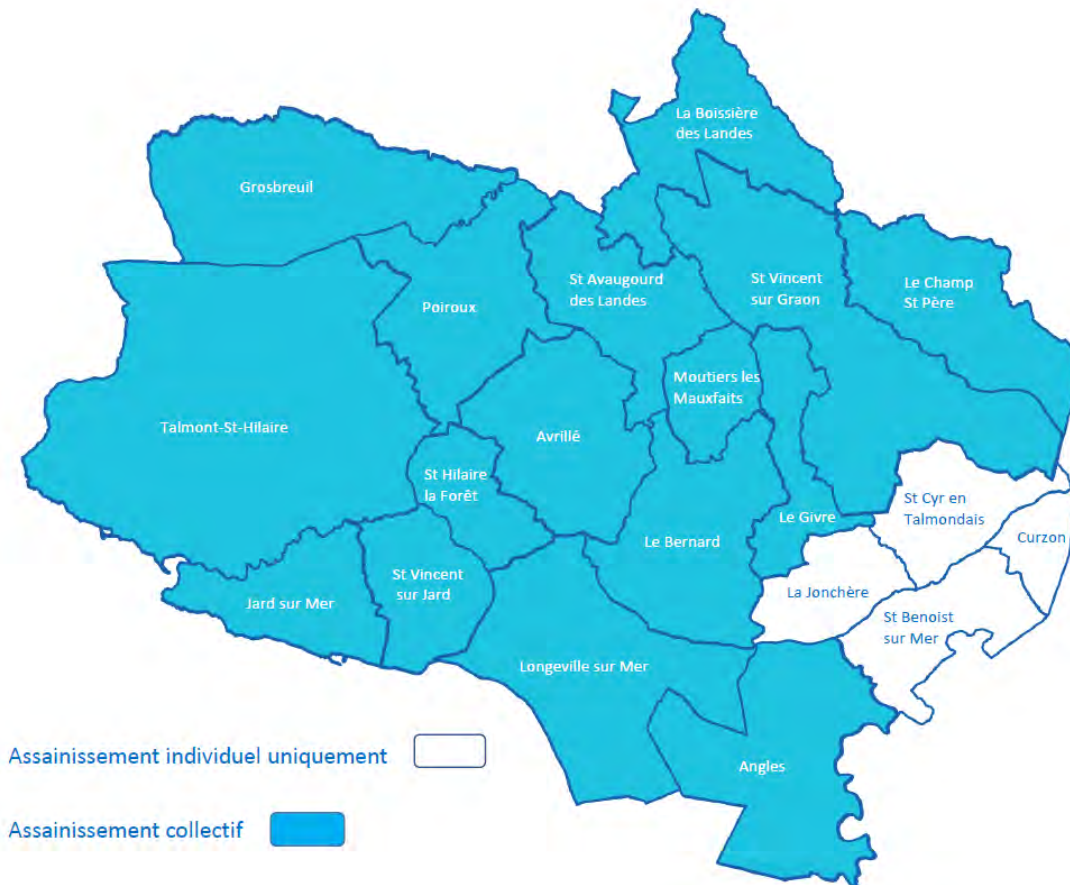 La Boissière
des Landes
Grosbreuil
St Avaugourd
des Landes
St Vincent
sur Graon
Le Champ
St Père
Poiroux
Moutiers les
Mauxfaits
Talmont-St-Hilaire
Avrillé
St Hilaire
la Forêt
St Cyr en
Talmondais
Le Givre
Curzon
Le Bernard
St Vincent
sur Jard
La Jonchère
Jard sur Mer
St Benoist
sur Mer
Longeville sur Mer
Angles
Assainissement individuel uniquement
Assainissement collectif